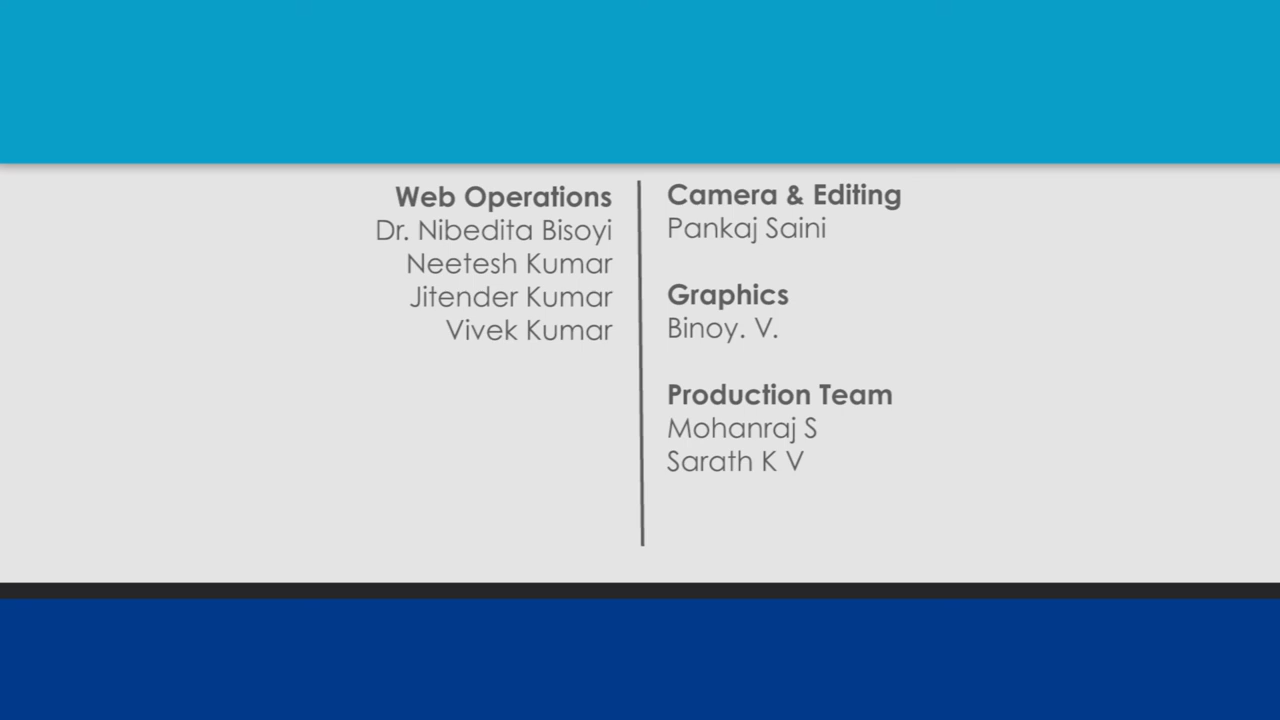 Web Operations
Dr. Nibedita Bisoyi
Neetesh Kumar
Jitender Kumar
Vivek Kumar
Camera & Editing
Pankaj Saini
Graphics
Binoy. V.
Production Team
Mohanraj S
Sarath K V